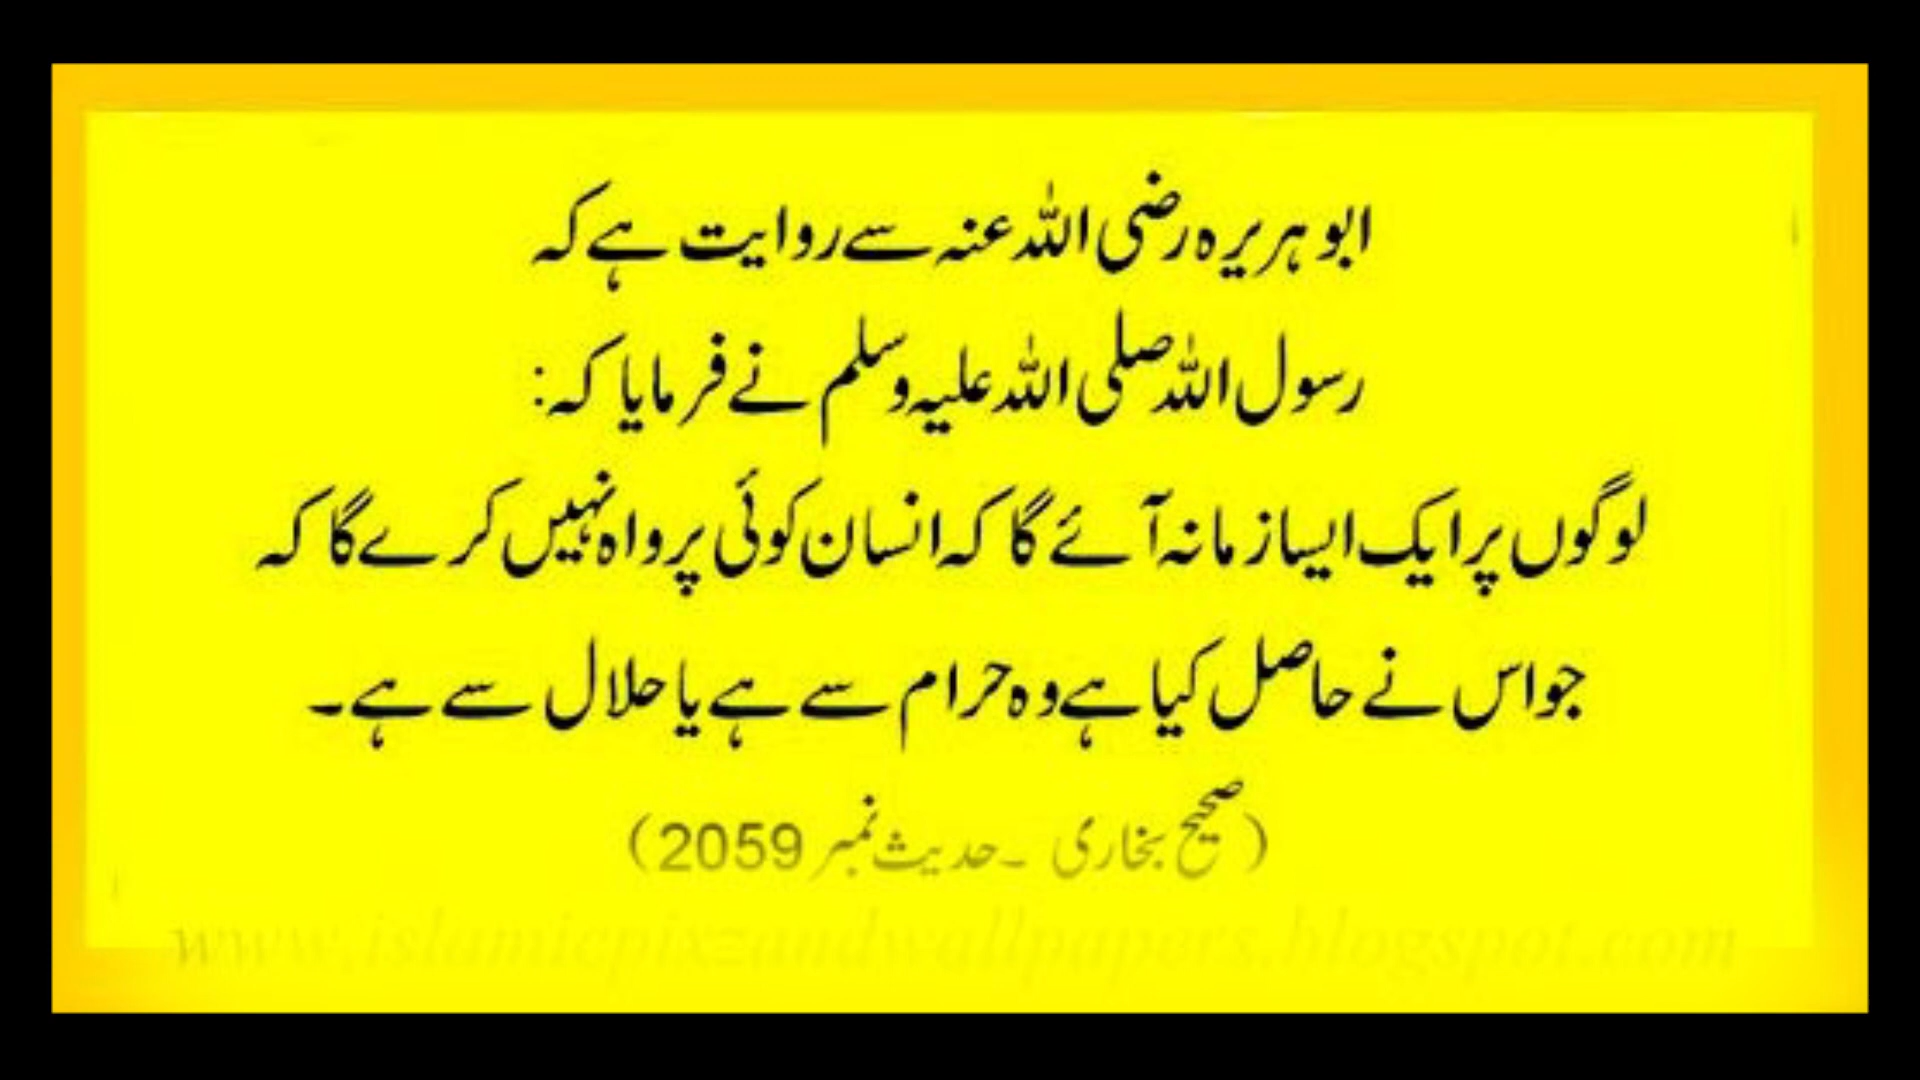 ابو ہریرہ رضی اللہ عنہ سے روایت ہے کہ
رسول اللہ صلی اللہ علیہ وسلم نے فرمایا کہ:
لوگوں پر ایک ایسا زمانہ آئے گا کہ انسان کوئی پرواہ نہیں کرے گا کہ
جو اس نے حاصل کیا ہے وہ حرام سے ہے یا حلال سے ہے۔
(صحیح بخاری ۔ حدیث نمبر 2059)
www.islamicpixzandwallpapers.blogspot.com